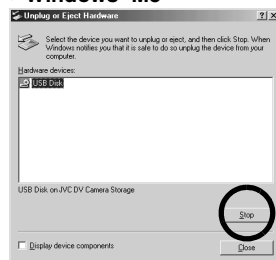 Unplug or Eject Hardware
Select the device you want to unplug or eject, and then click Stop. When
Windows notifies you that it is safe to do so unplug the device from your
computer.
Hardware devices:
USB Disk
USB Disk on JVC DV Camera Storage
Stop
Display device components
Close